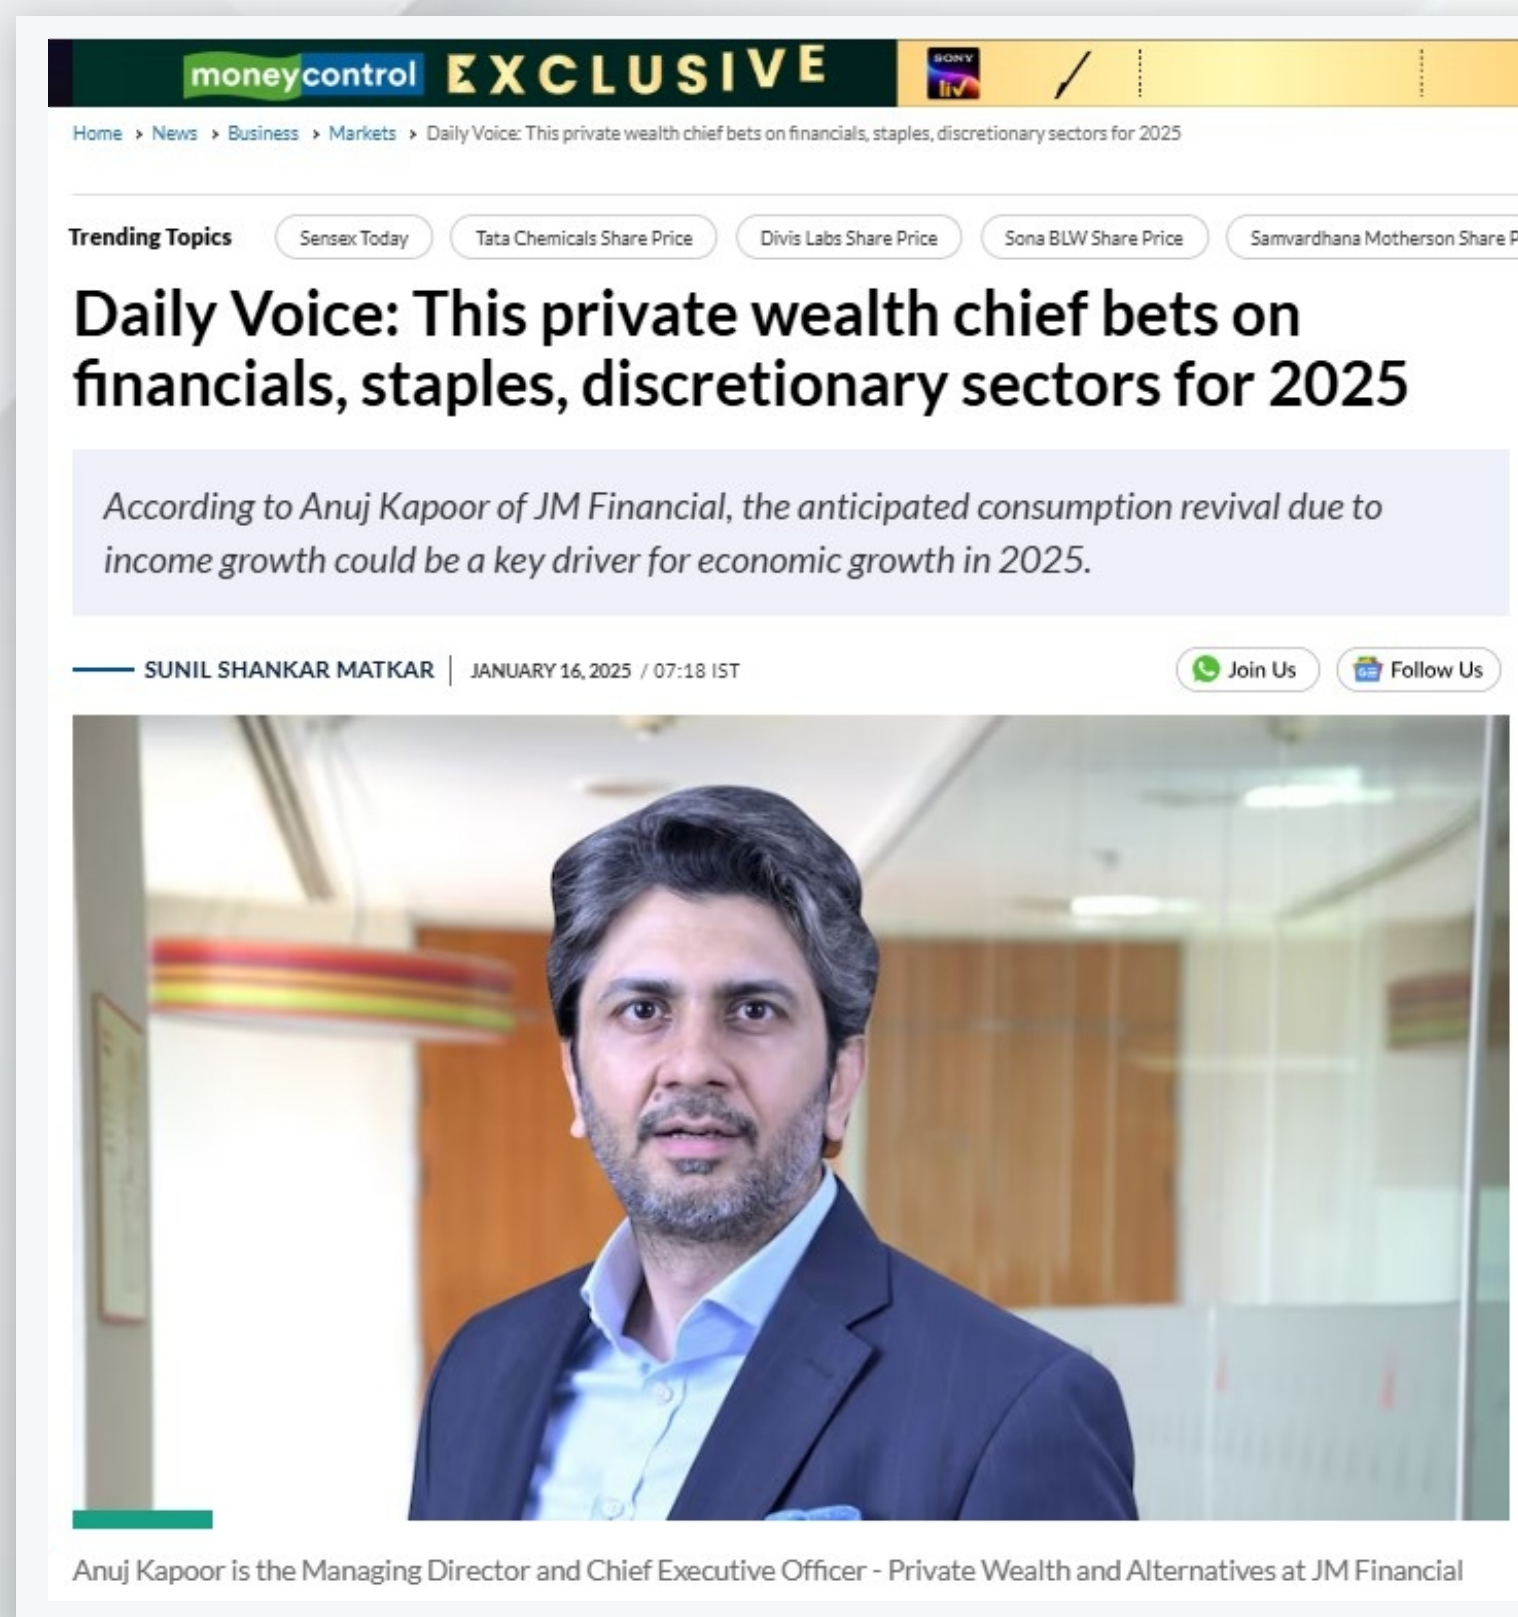 moneycontrol EXCLUSIVE SONY liv
Home > News > Business > Markets > Daily Voice: This private wealth chief bets on financials, staples, discretionary sectors for 2025
Trending Topics Sensex Today Tata Chemicals Share Price Divis Labs Share Price Sona BLW Share Price Samvardhana Motherson Share P
Daily Voice: This private wealth chief bets on
financials, staples, discretionary sectors for 2025
According to Anuj Kapoor of JM Financial, the anticipated consumption revival due to
income growth could be a key driver for economic growth in 2025.
SUNIL SHANKAR MATKAR | JANUARY 16, 2025 / 07:18 IST Join Us Follow Us
Anuj Kapoor is the Managing Director and Chief Executive Officer - Private Wealth and Alternatives at JM Financial